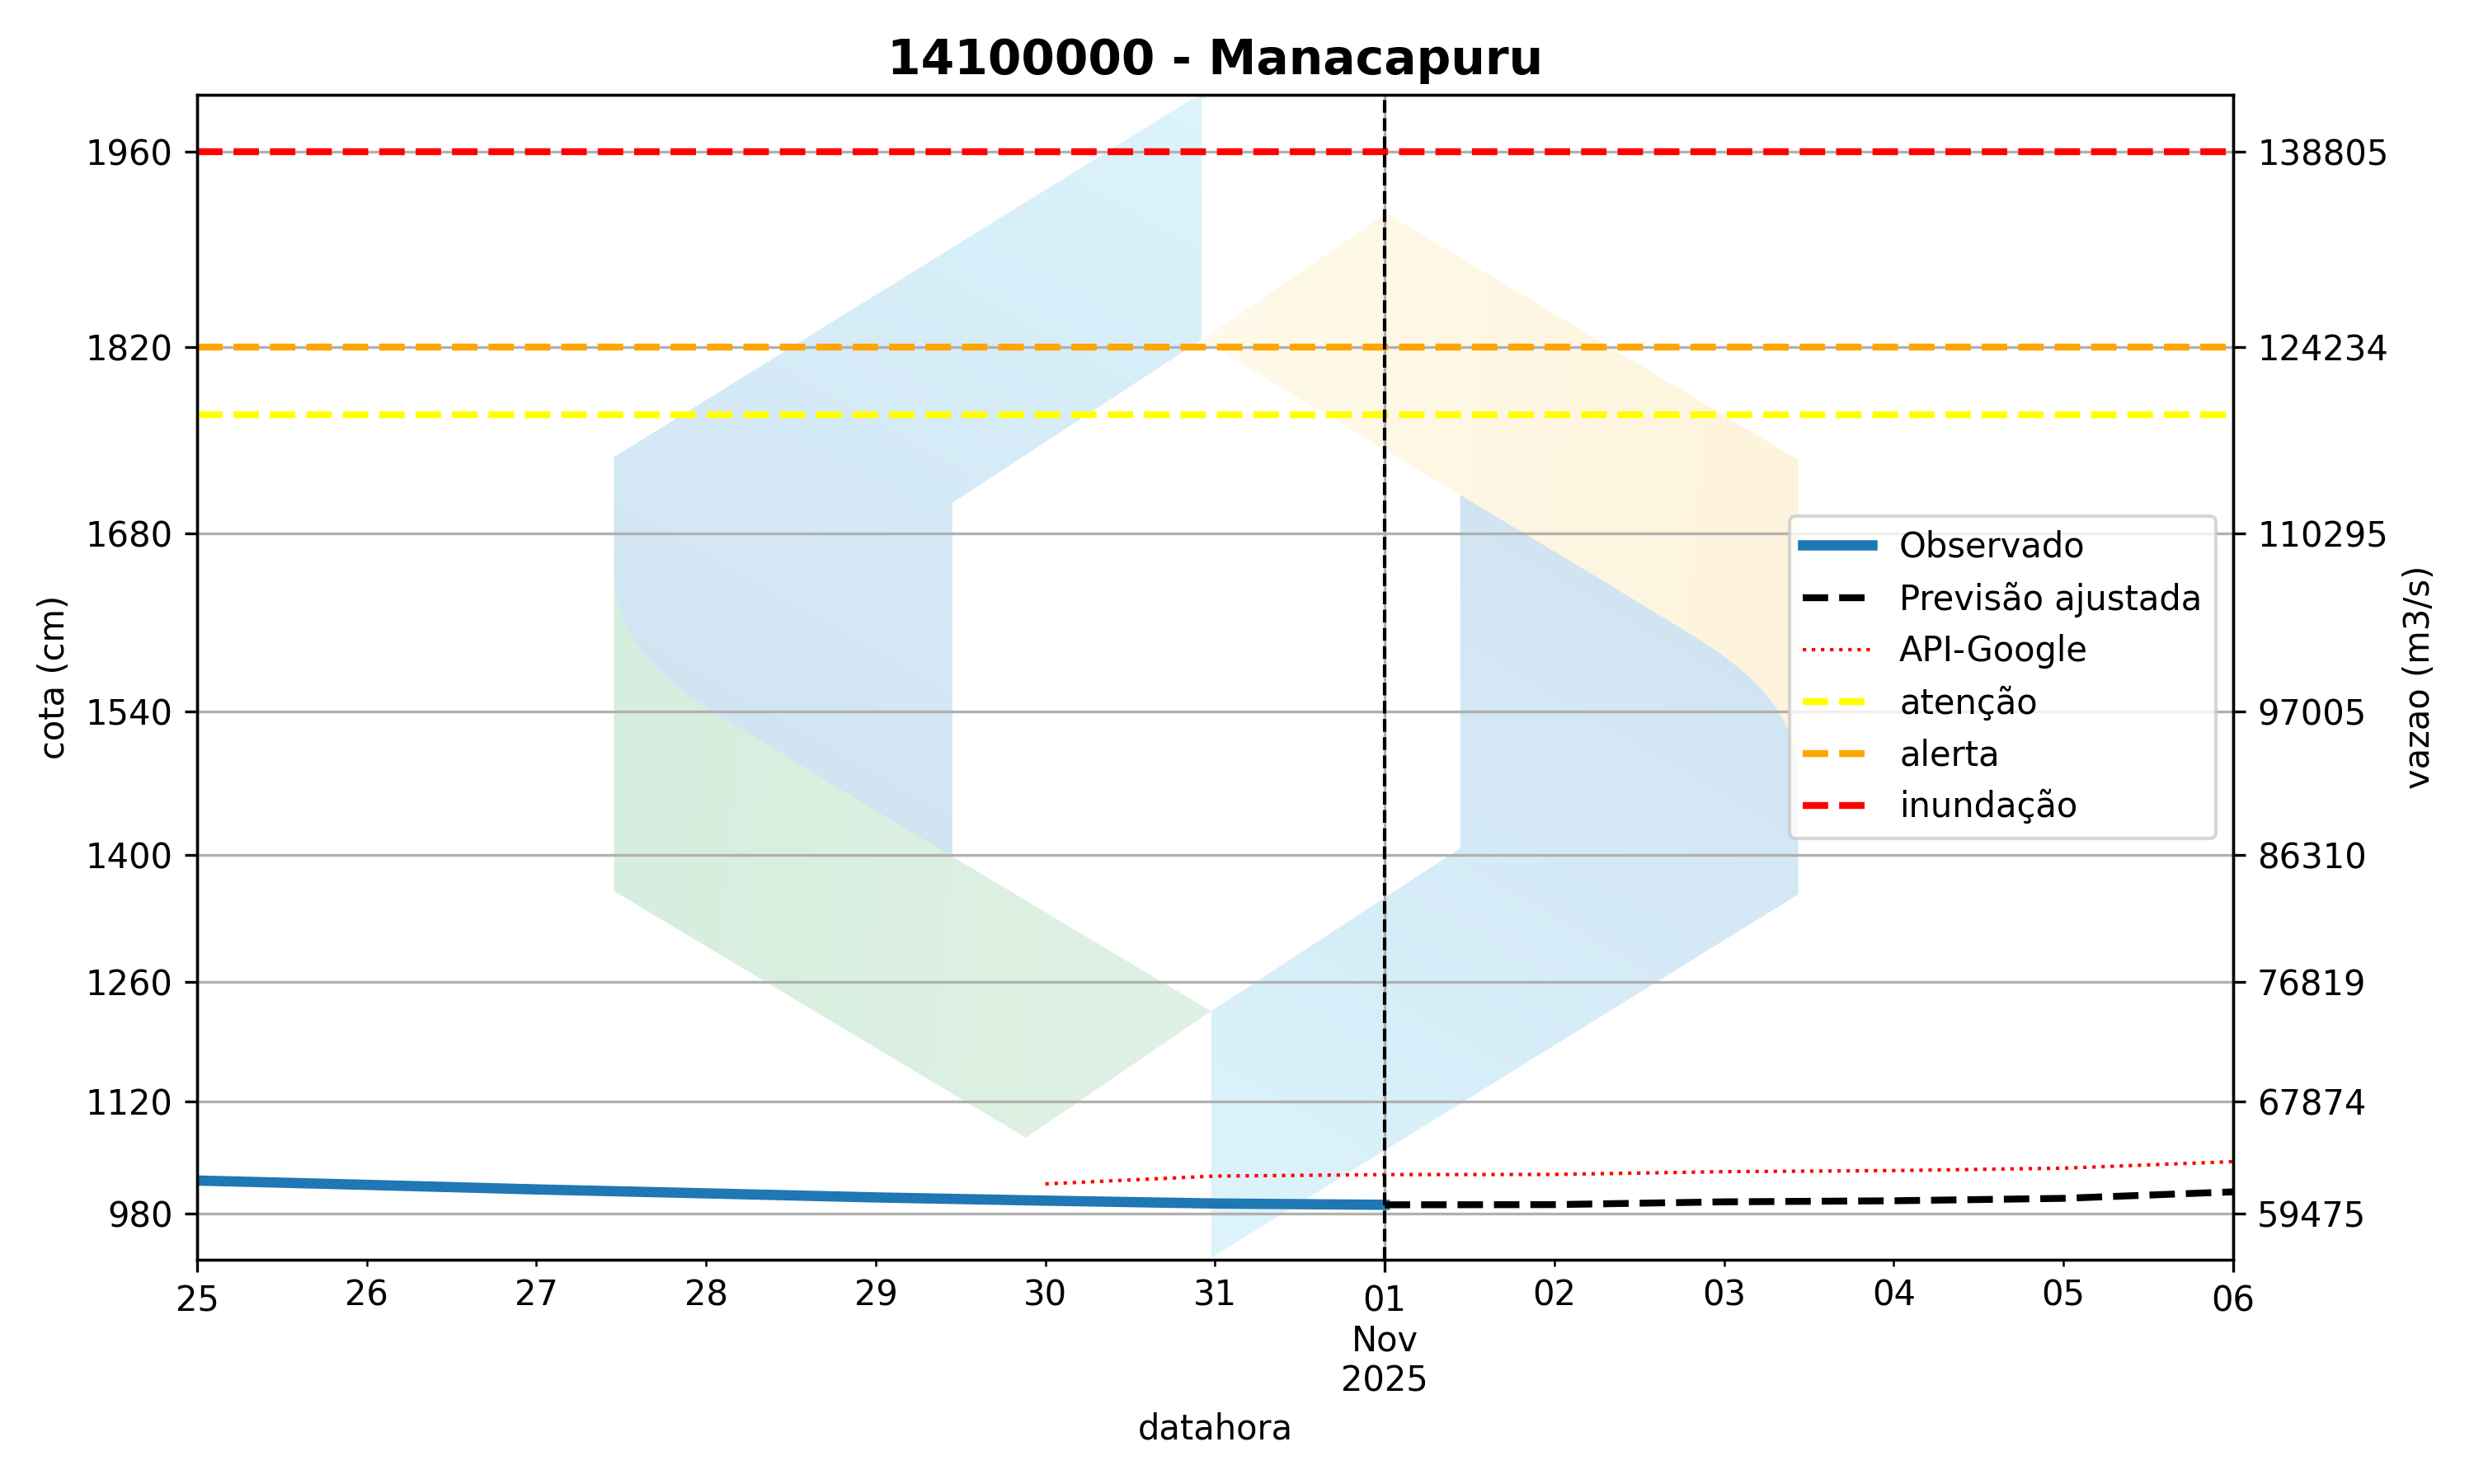 14100000 - Manacapuru
1960
1820
1680
1540
1400
1260
1120
980
cota (cm)
138805
124234
110295
97005
86310
76819
67874
59475
vazao (m3/s)
Observado
Previsão ajustada
API-Google
atenção
alerta
inundação
25 26 27 28 29 30 31 01 02 03 04 05 06
Nov
2025
datahora